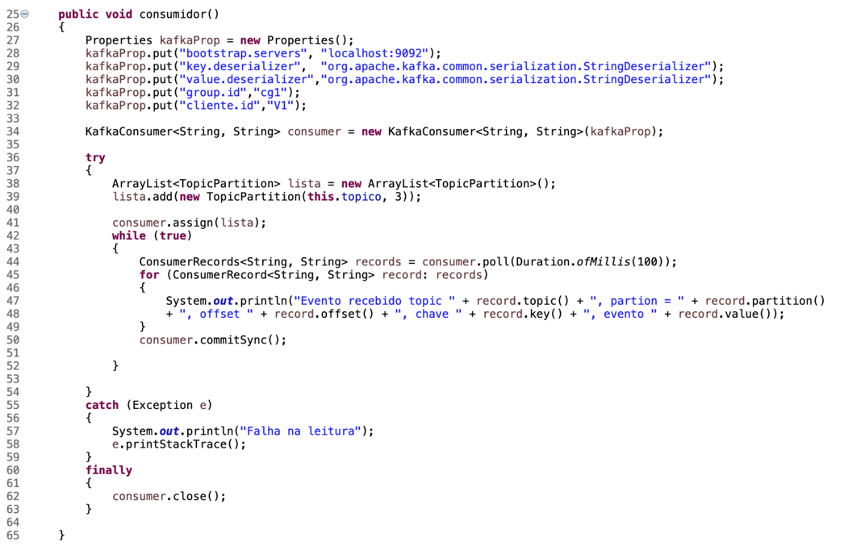 25 public void consumidor()
26 {
27 Properties kafkaProp = new Properties();
28 kafkaProp.put("bootstrap.servers", "localhost:9092");
29 kafkaProp.put("key.deserializer", "org.apache.kafka.common.serialization.StringDeserializer");
30 kafkaProp.put("value.deserializer","org.apache.kafka.common.serialization.StringDeserializer");
31 kafkaProp.put("group.id","cg1");
32 kafkaProp.put("cliente.id","V1");
33
34 KafkaConsumer<String, String> consumer = new KafkaConsumer<String, String>(kafkaProp);
35
36 try
37 {
38 ArrayList<TopicPartition> lista = new ArrayList<TopicPartition>();
39 lista.add(new TopicPartition(this.topico, 3));
40
41 consumer.assign(lista);
42 while (true)
43 {
44 ConsumerRecords<String, String> records = consumer.poll(Duration.ofMillis(100));
45 for (ConsumerRecord<String, String> record: records)
46 {
47 System.out.println("Evento recebido topic " + record.topic() + ", partion = " + record.partition()
48 + ", offset " + record.offset() + ", chave " + record.key() + ", evento " + record.value());
49 }
50 consumer.commitSync();
51
52 }
53
54 }
55 catch (Exception e)
56 {
57 System.out.println("Falha na leitura");
58 e.printStackTrace();
59 }
60 finally
61 {
62 consumer.close();
63 }
64
65 }